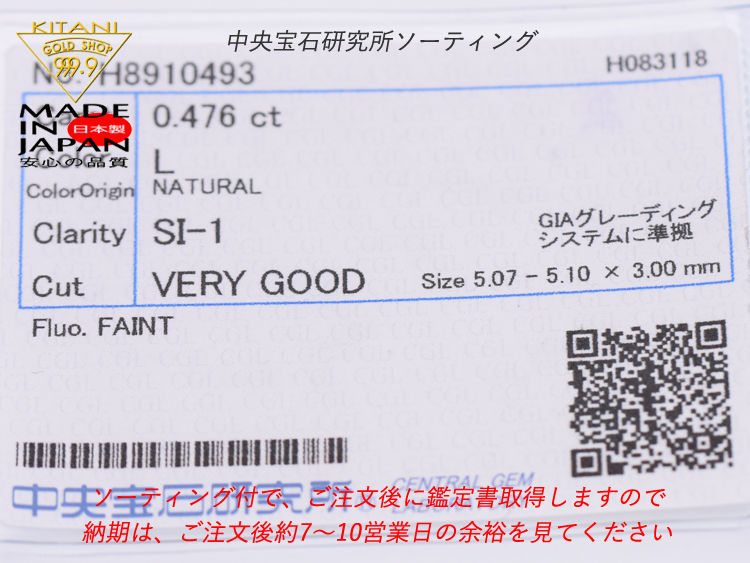 KITANI
GOLD SHOP
999.9
中央宝石研究所ソーティング
No. H8910493
H083118
MADE
IN
JAPAN
日本製
安心の品質
0.476 ct
Color
L
ColorOrigin
NATURAL
Clarity
SI-1
GIAグレーディング
システムに準拠
Cut
VERY GOOD
Size 5.07 - 5.10 × 3.00 mm
Fluo. FAINT
中央宝石研究所
CENTRAL GEM
LABORATORY
ソーティング付で、ご注文後に鑑定書取得しますので
納期は、ご注文後約7〜10営業日の余裕を見てください